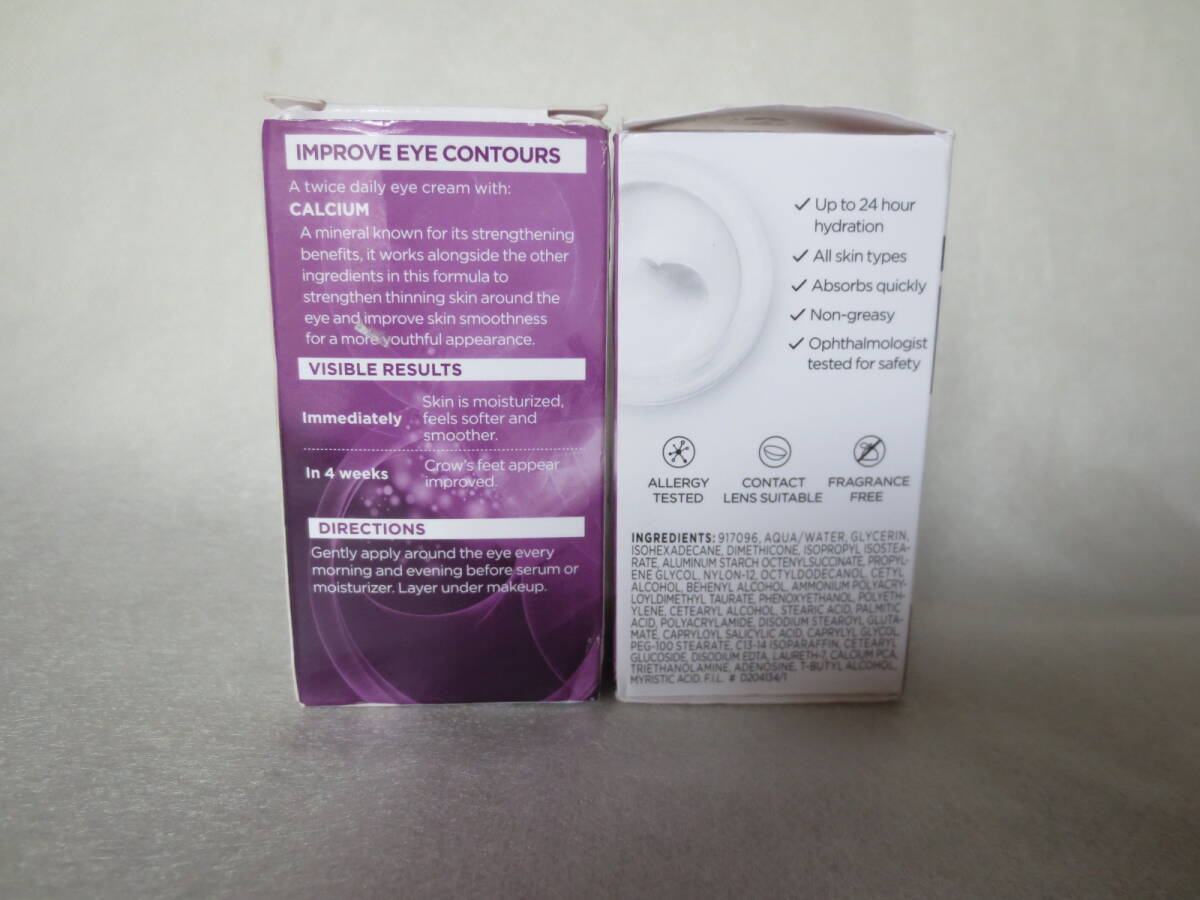 IMPROVE EYE CONTOURS
A twice daily eye cream with:
CALCIUM
A mineral known for its strengthening
benefits, it works alongside the other
ingredients in this formula to
strengthen thinning skin around the
eye and improve skin smoothness
for a more youthful appearance.
VISIBLE RESULTS
Immediately
Skin is moisturized,
feels softer and
smoother.
In 4 weeks
Crow's feet appear
improved.
DIRECTIONS
Gently apply around the eye every
morning and evening before serum or
moisturizer. Layer under makeup.
Up to 24 hour
hydration
All skin types
Absorbs quickly
Non-greasy
Ophthalmologist
tested for safety
ALLERGY
TESTED
CONTACT
LENS SUITABLE
FRAGRANCE
FREE
INGREDIENTS: 917096, AQUA/WATER, GLYCERIN,
ISOHEXADECANE, DIMETHICONE, ISOPROPYL ISOSTEA-
RATE, ALUMINUM STARCH OCTENYLSUCCINATE, PROPYL-
ENE GLYCOL, NYLON-12, OCTYLDODECANOL, CETYL
ALCOHOL, BEHENYL ALCOHOL, AMMONIUM POLYACRY-
LOYLDIMETHYL TAURATE, PHENOXYETHANOL, POLYETH-
YLENE, CETEARYL ALCOHOL, STEARIC ACID, PALMITIC
ACID, POLYACRYLAMIDE, DISODIUM STEAROYL GLUTA-
MATE, CAPRYLOYL SALICYLIC ACID, CAPRYLYL GLYCOL,
PEG-100 STEARATE, C13-14 ISOPARAFFIN, CETEARYL
GLUCOSIDE, DISODIUM EDTA, LAURETH-7, CALCIUM PCA,
TRIETHANOLAMINE, ADENOSINE, T-BUTYL ALCOHOL,
MYRISTIC ACID. F.I.L. # D204134/1